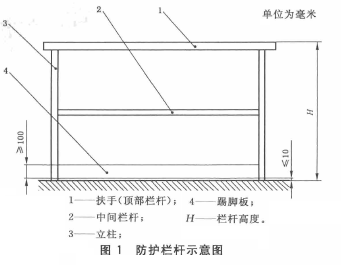 单位为毫米
1
2
3
4
H
≥100
≤10
1——扶手(顶部栏杆)； 4——踢脚板；
2——中间栏杆； H——栏杆高度。
3——立柱；
图 1 防护栏杆示意图